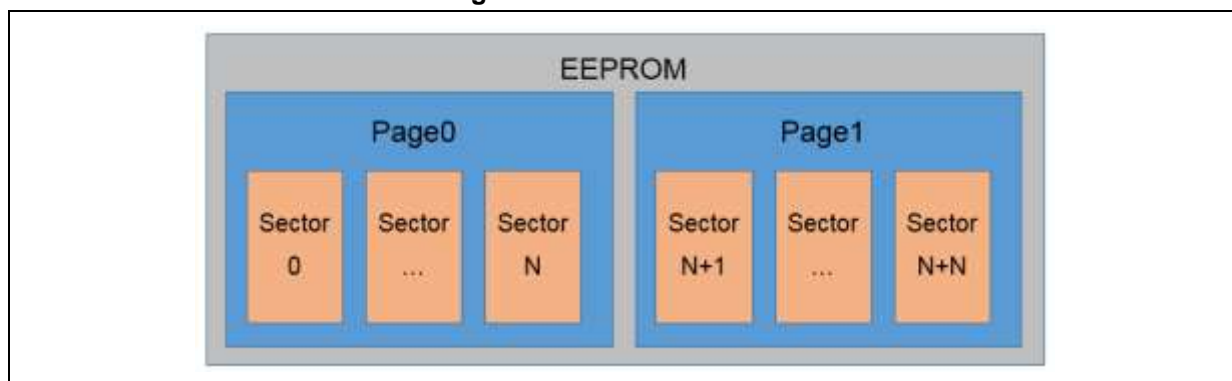 EEPROM
Page0
Sector
0
Sector
...
Sector
N
Page1
Sector
N+1
Sector
...
Sector
N+N